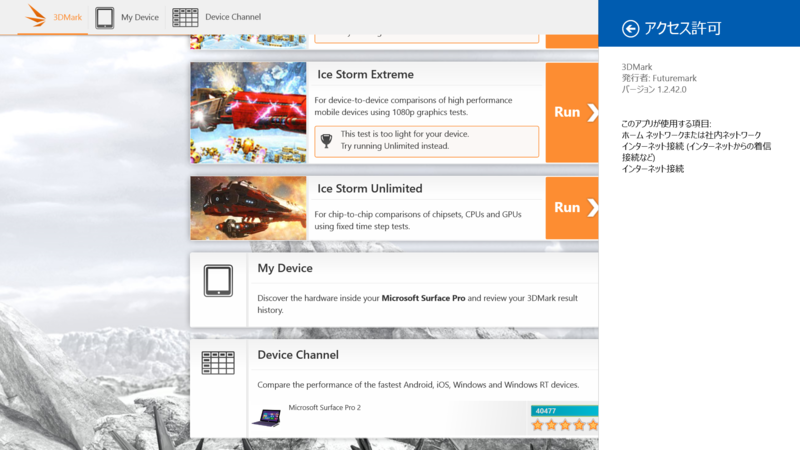 3DMark
My Device
Device Channel
Ice Storm Extreme
For device-to-device comparisons of high performance
mobile devices using 1080p graphics tests.
This test is too light for your device.
Try running Unlimited instead.
Run
Ice Storm Unlimited
For chip-to-chip comparisons of chipsets, CPUs and GPUs
using fixed time step tests.
Run
My Device
Discover the hardware inside your Microsoft Surface Pro and review your 3DMark result
history.
Device Channel
Compare the performance of the fastest Android, iOS, Windows and Windows RT devices.
Microsoft Surface Pro 2
40477
アクセス許可
3DMark
発行者: Futuremark
バージョン 1.2.42.0
このアプリが使用する項目:
ホーム ネットワークまたは社内ネットワーク
インターネット接続 (インターネットからの着信
接続など)
インターネット接続